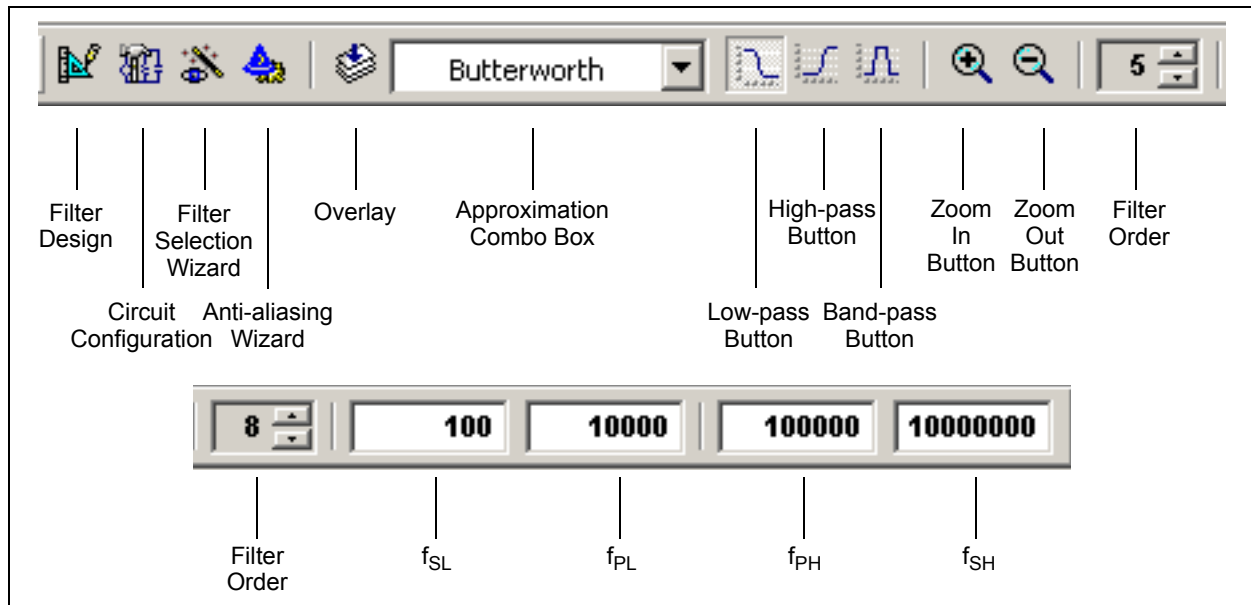 Butterworth
5
Filter
Design
Filter
Selection
Wizard
Overlay
Approximation
Combo Box
High-pass
Button
Zoom
In
Button
Zoom
Out
Button
Filter
Order
Circuit
Configuration
Anti-aliasing
Wizard
Low-pass
Button
Band-pass
Button
8
100
10000
100000
10000000
Filter
Order
fSL
fPL
fPH
fSH